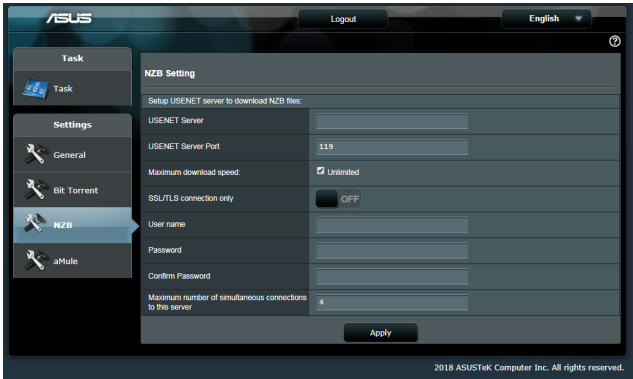 ASUS
Logout
English
Task
Task
Settings
General
Bit Torrent
NZB
aMule
NZB Setting
Setup USENET server to download NZB files:
USENET Server
USENET Server Port 119
Maximum download speed: Unlimited
SSL/TLS connection only OFF
User name
Password
Confirm Password
Maximum number of simultaneous connections
to this server 4
Apply
2018 ASUSTeK Computer Inc. All rights reserved.